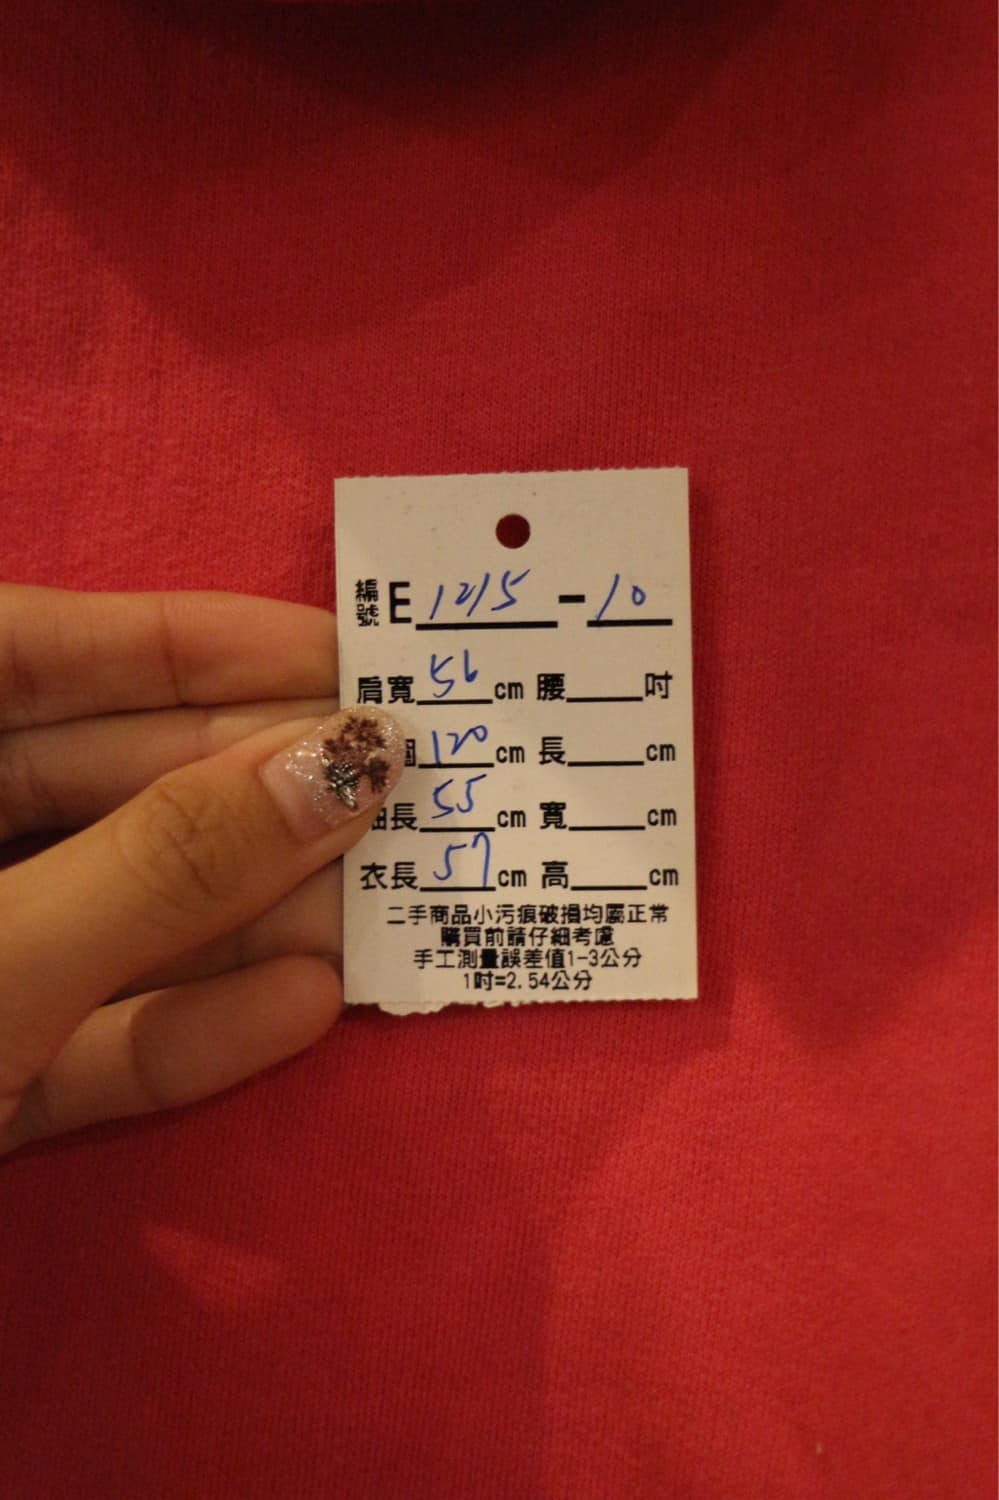 編號 E 1215 - 10
肩寬 56 cm 腰 吋
圍 120 cm 長 cm
袖長 55 cm 寬 cm
衣長 57 cm 高 cm
二手商品小污痕破損均屬正常
購買前請仔細考慮
手工測量誤差值1-3公分
1吋=2.54公分